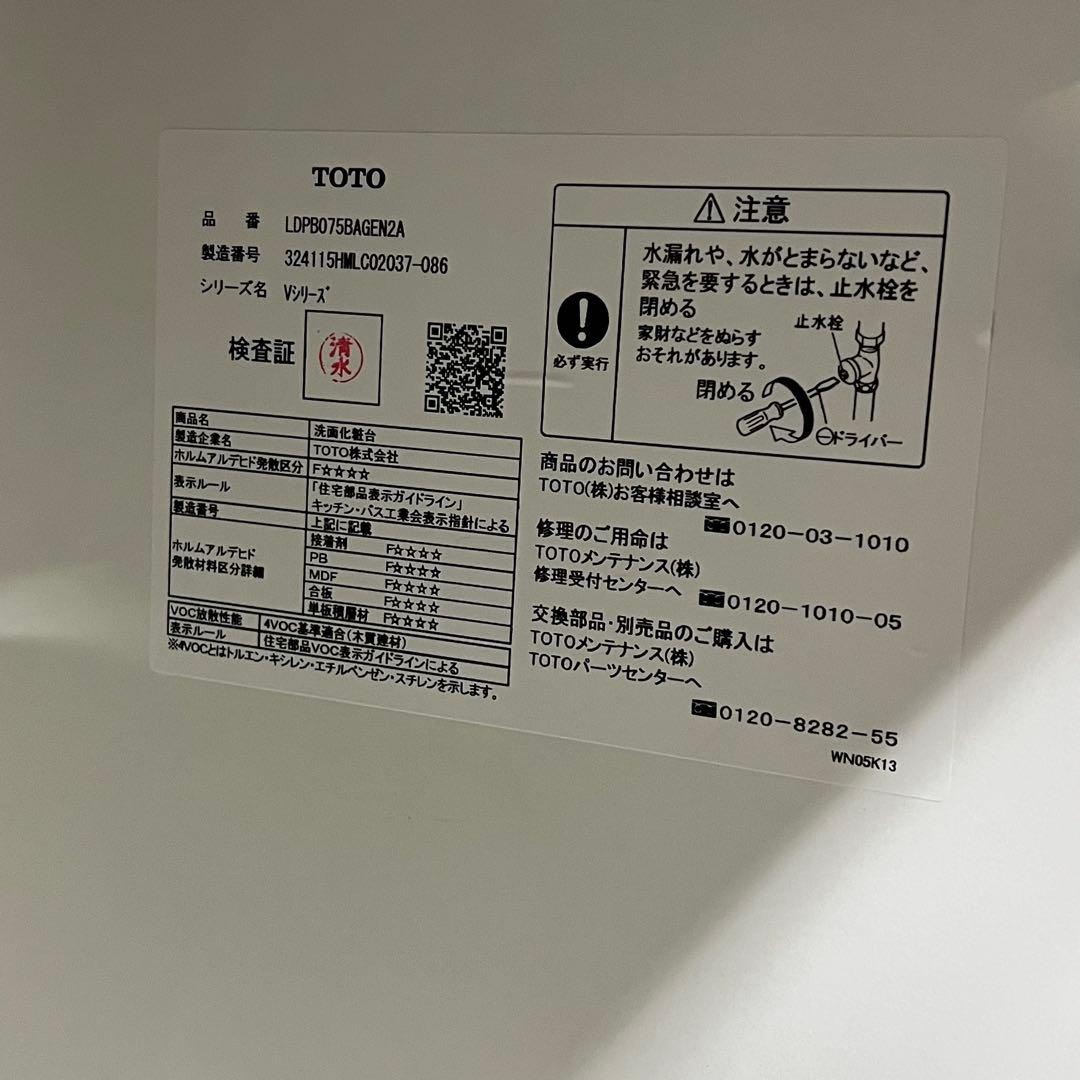 TOTO
品番 LDPB075BAGEN2A
製造番号 324115HMLC02037-086
シリーズ名 Vシリーズ
検査証 清水
商品名 洗面化粧台
製造企業名 TOTO株式会社
ホルムアルデヒド発散区分 F☆☆☆☆
表示ルール 「住宅部品表示ガイドライン」
キッチン・バス工業会表示指針による
製造番号 上記に記載
ホルムアルデヒド
発散材料区分詳細
接着剤 F☆☆☆☆
PB F☆☆☆☆
MDF F☆☆☆☆
合板 F☆☆☆☆
単板積層材 F☆☆☆☆
VOC放散性能 4VOC基準適合(木質建材)
表示ルール 住宅部品VOC表示ガイドラインによる
※4VOCとはトルエン・キシレン・エチルベンゼン・スチレンを示します。
⚠注意
必ず実行
水漏れや、水がとまらないなど、
緊急を要するときは、止水栓を
閉める
家財などをぬらす
おそれがあります。
止水栓
閉める
⊖ドライバー
商品のお問い合わせは
TOTO(株)お客様相談室へ
0120-03-1010
修理のご用命は
TOTOメンテナンス(株)
修理受付センターへ
0120-1010-05
交換部品・別売品のご購入は
TOTOメンテナンス(株)
TOTOパーツセンターへ
0120-8282-55
WN05K13